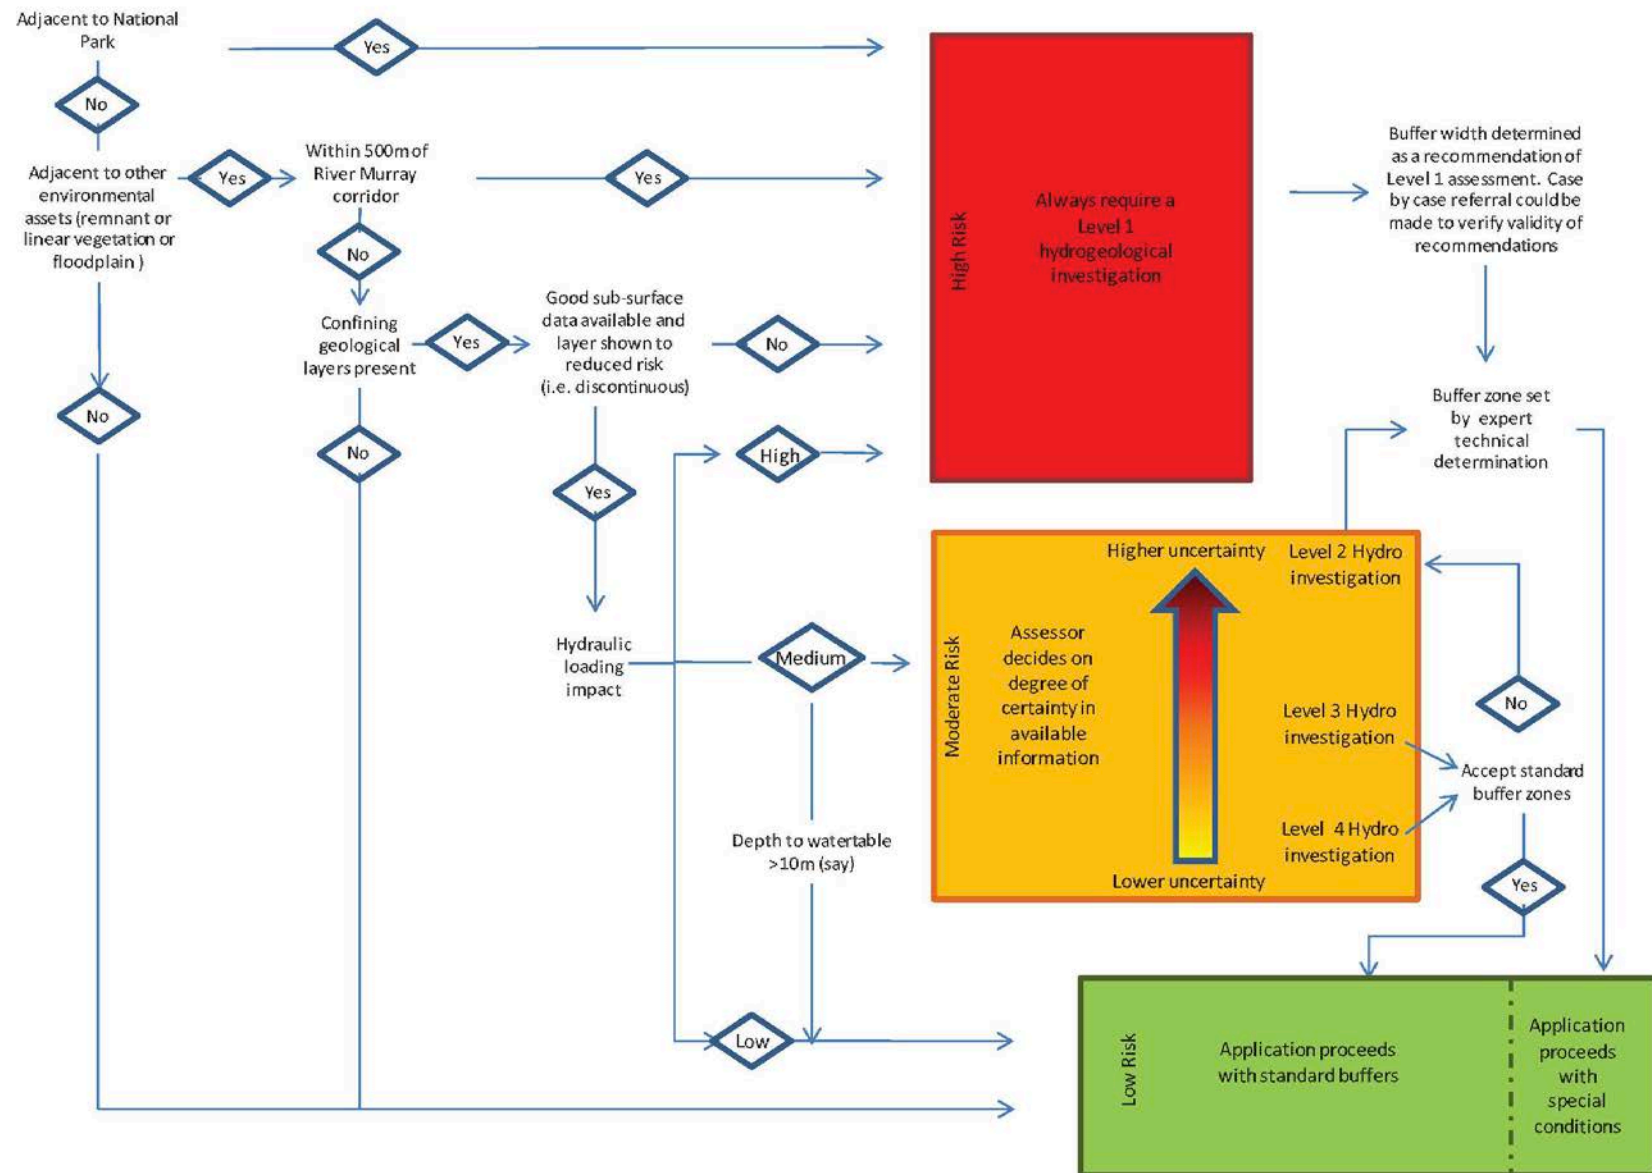 Adjacent to National
Park
Yes
No
Adjacent to other
environmental
assets (remnant or
linear vegetation or
floodplain )
Yes
Within 500m of
River Murray
corridor
Yes
No
No
Confining
geological
layers present
Yes
Good sub-surface
data available and
layer shown to
reduced risk
(i.e. discontinuous)
No
No
Yes
High
Hydraulic
loading
impact
Medium
Depth to watertable
>10m (say)
Low
High Risk
Always require a
Level 1
hydrogeological
investigation
Buffer width determined
as a recommendation of
Level 1 assessment. Case
by case referral could be
made to verify validity of
recommendations
Buffer zone set
by expert
technical
determination
Moderate Risk
Assessor
decides on
degree of
certainty in
available
information
Higher uncertainty
Lower uncertainty
Level 2 Hydro
investigation
Level 3 Hydro
investigation
Level 4 Hydro
investigation
No
Accept standard
buffer zones
Yes
Low Risk
Application proceeds
with standard buffers
Application
proceeds
with
special
conditions